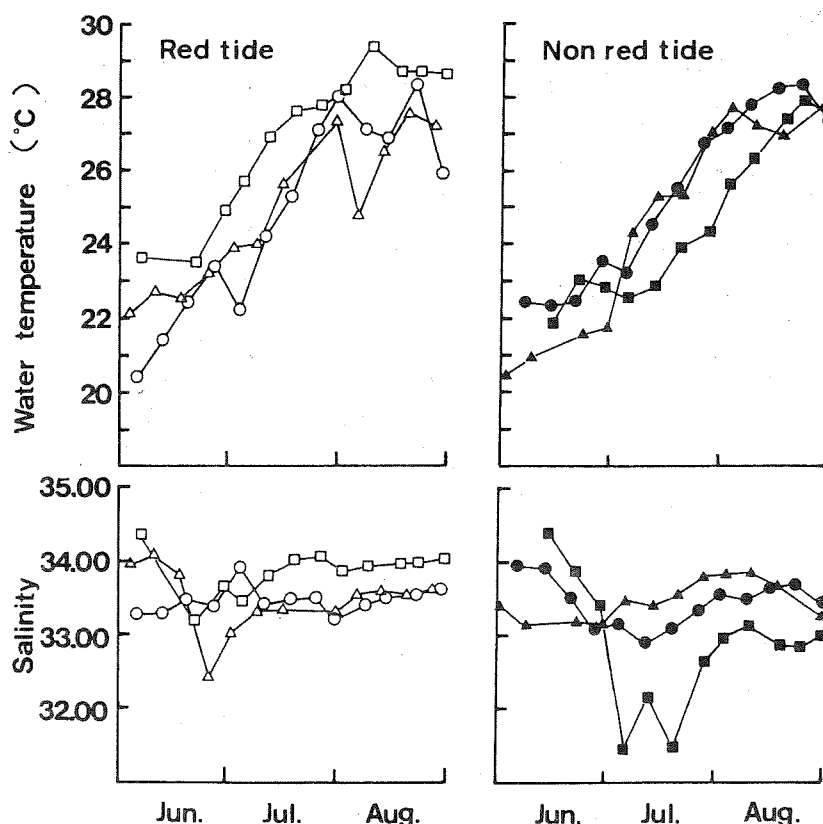 Red tide
Non red tide
Water temperature (°C)
30
28
26
24
22
20
Salinity
35.00
34.00
33.00
32.00
Jun. Jul. Aug.
Jun. Jul. Aug.